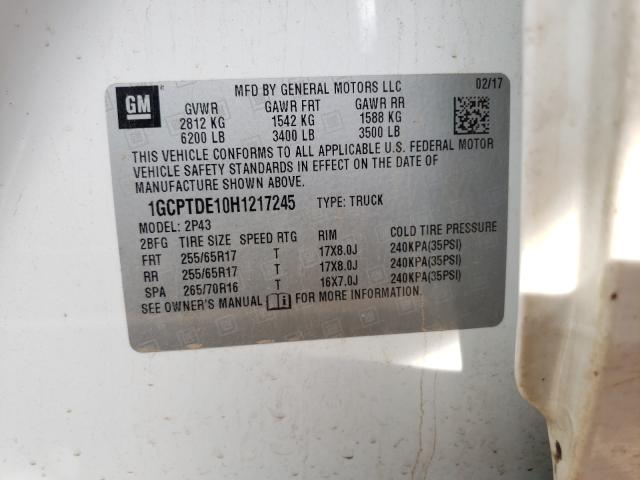 GM
MFD BY GENERAL MOTORS LLC 02/17
GVWR GAWR FRT GAWR RR
2812 KG 1542 KG 1588 KG
6200 LB 3400 LB 3500 LB
THIS VEHICLE CONFORMS TO ALL APPLICABLE U.S. FEDERAL MOTOR
VEHICLE SAFETY STANDARDS IN EFFECT ON THE DATE OF
MANUFACTURE SHOWN ABOVE.
1GCPTDE10H1217245 TYPE: TRUCK
MODEL: 2P43
2BFG TIRE SIZE SPEED RTG RIM COLD TIRE PRESSURE
FRT 255/65R17 T 17X8.0J 240KPA(35PSI)
RR 255/65R17 T 17X8.0J 240KPA(35PSI)
SPA 265/70R16 T 16X7.0J 240KPA(35PSI)
SEE OWNER'S MANUAL FOR MORE INFORMATION.